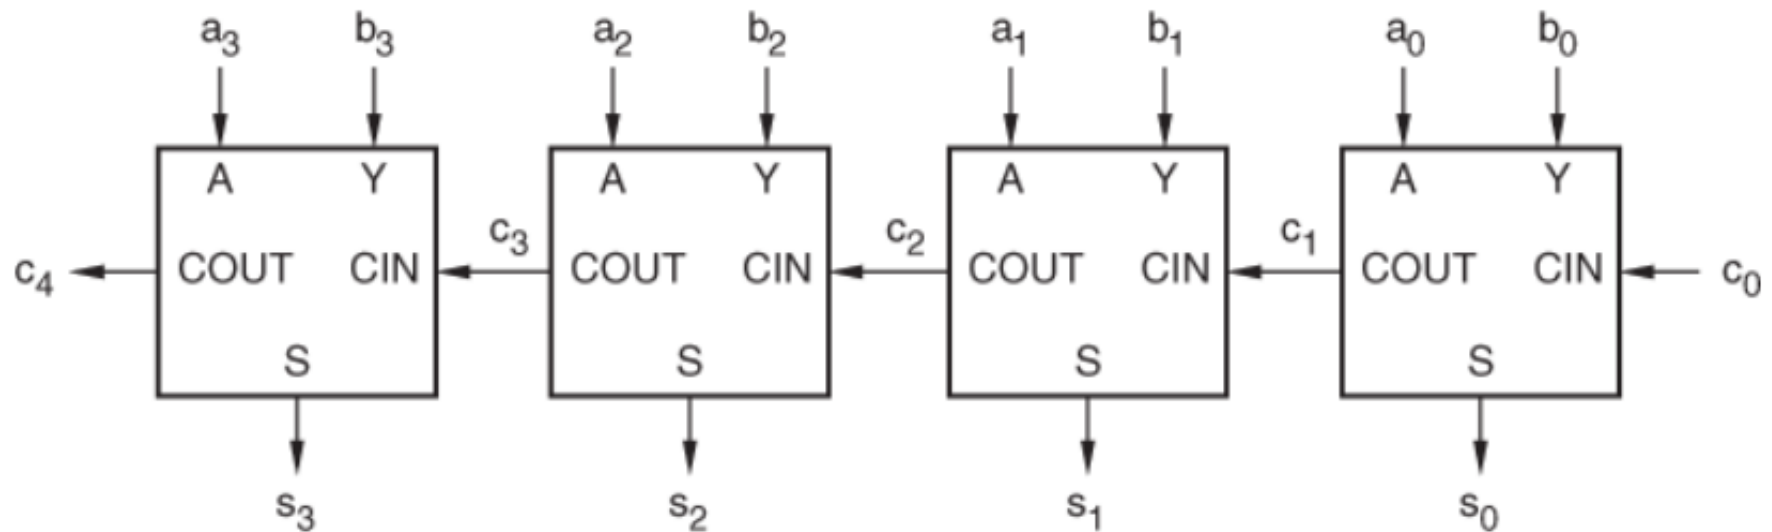 a₃ b₃ a₂ b₂ a₁ b₁ a₀ b₀
A Y A Y A Y A Y
c₃ c₂ c₁
c₄ COUT CIN COUT CIN COUT CIN COUT CIN c₀
S S S S
s₃ s₂ s₁ s₀